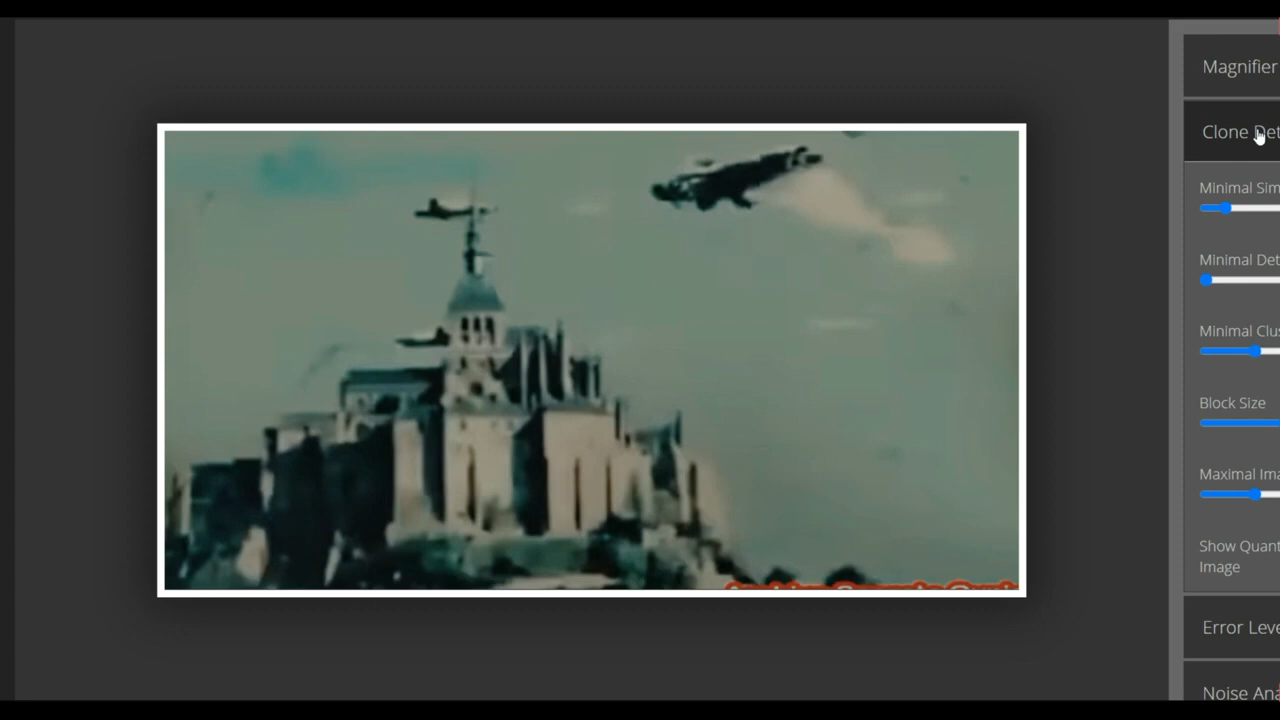 Magnifier
Clone Det
Minimal Sim
Minimal Det
Minimal Clus
Block Size
Maximal Ima
Show Quant
Image
Error Leve
Noise Ana